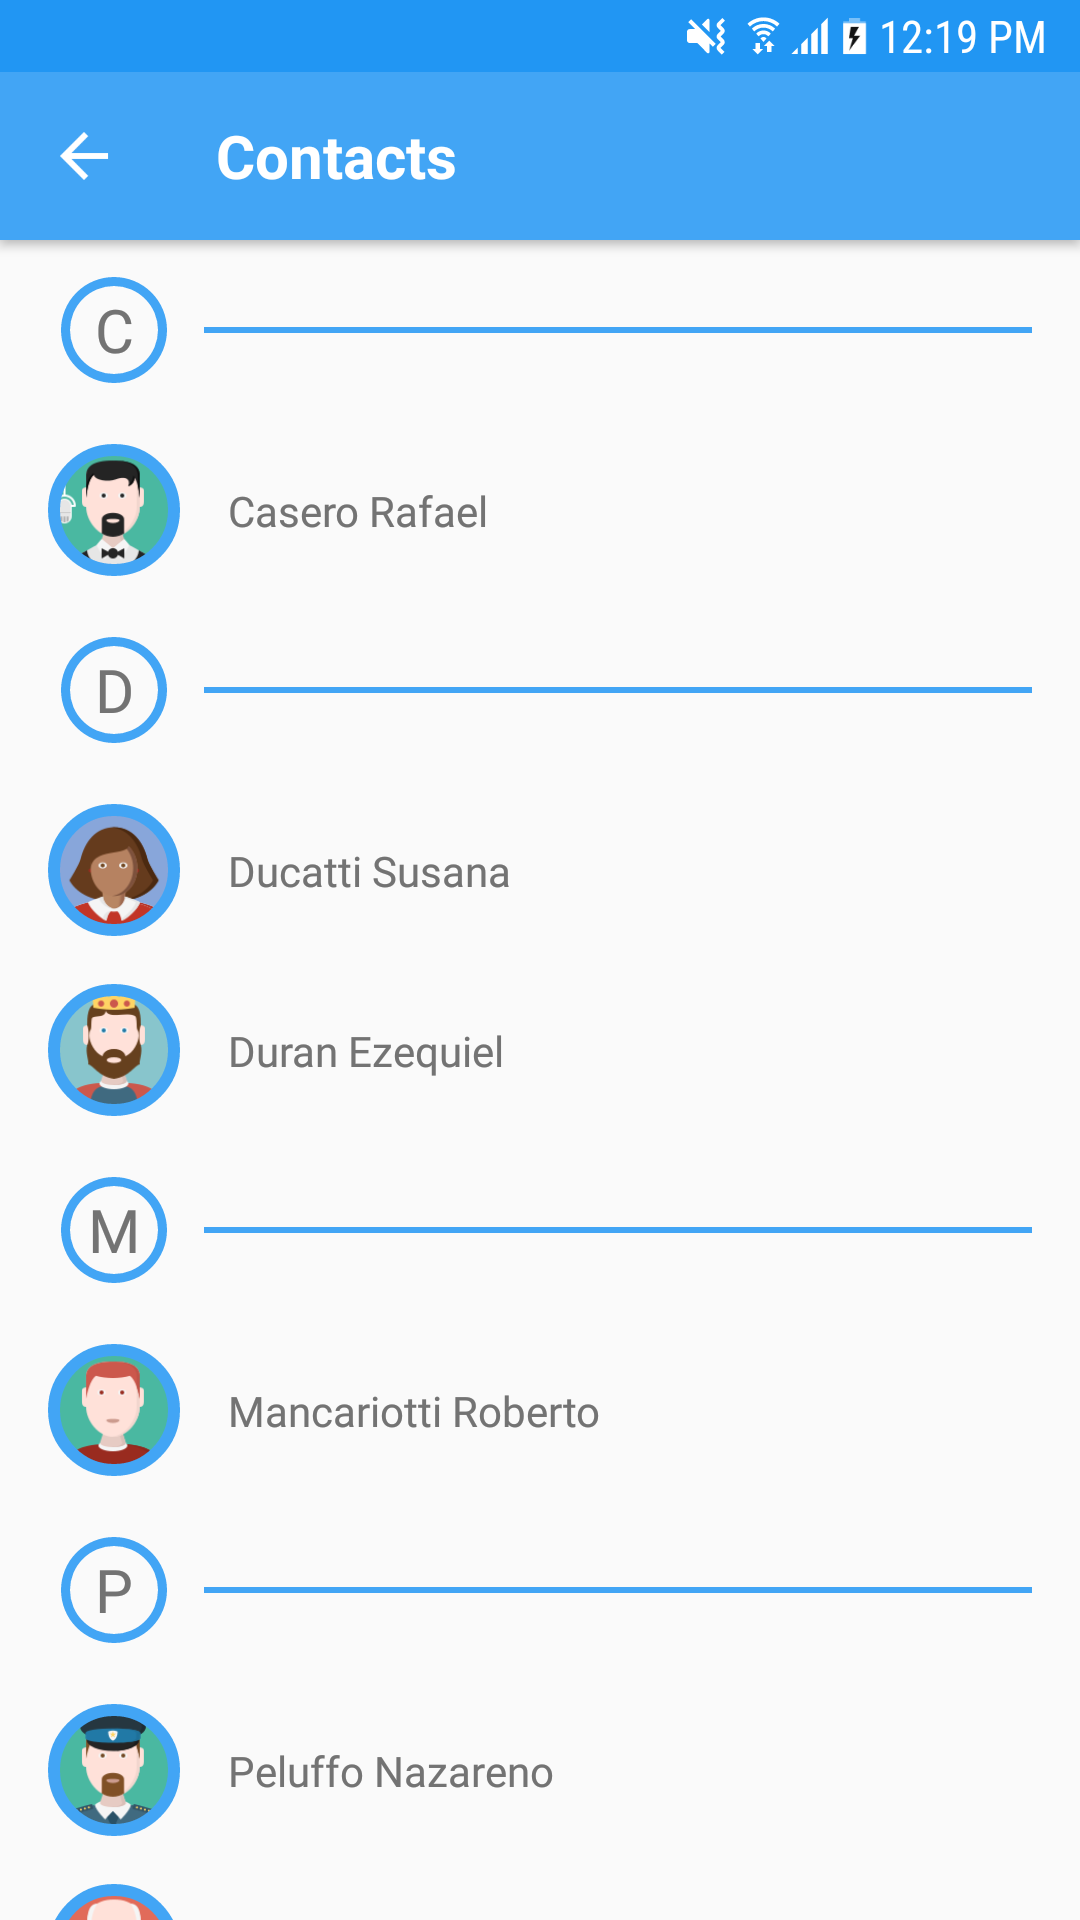 12:19 PM
Contacts
C
Casero Rafael
D
Ducatti Susana
Duran Ezequiel
M
Mancariotti Roberto
P
Peluffo Nazareno